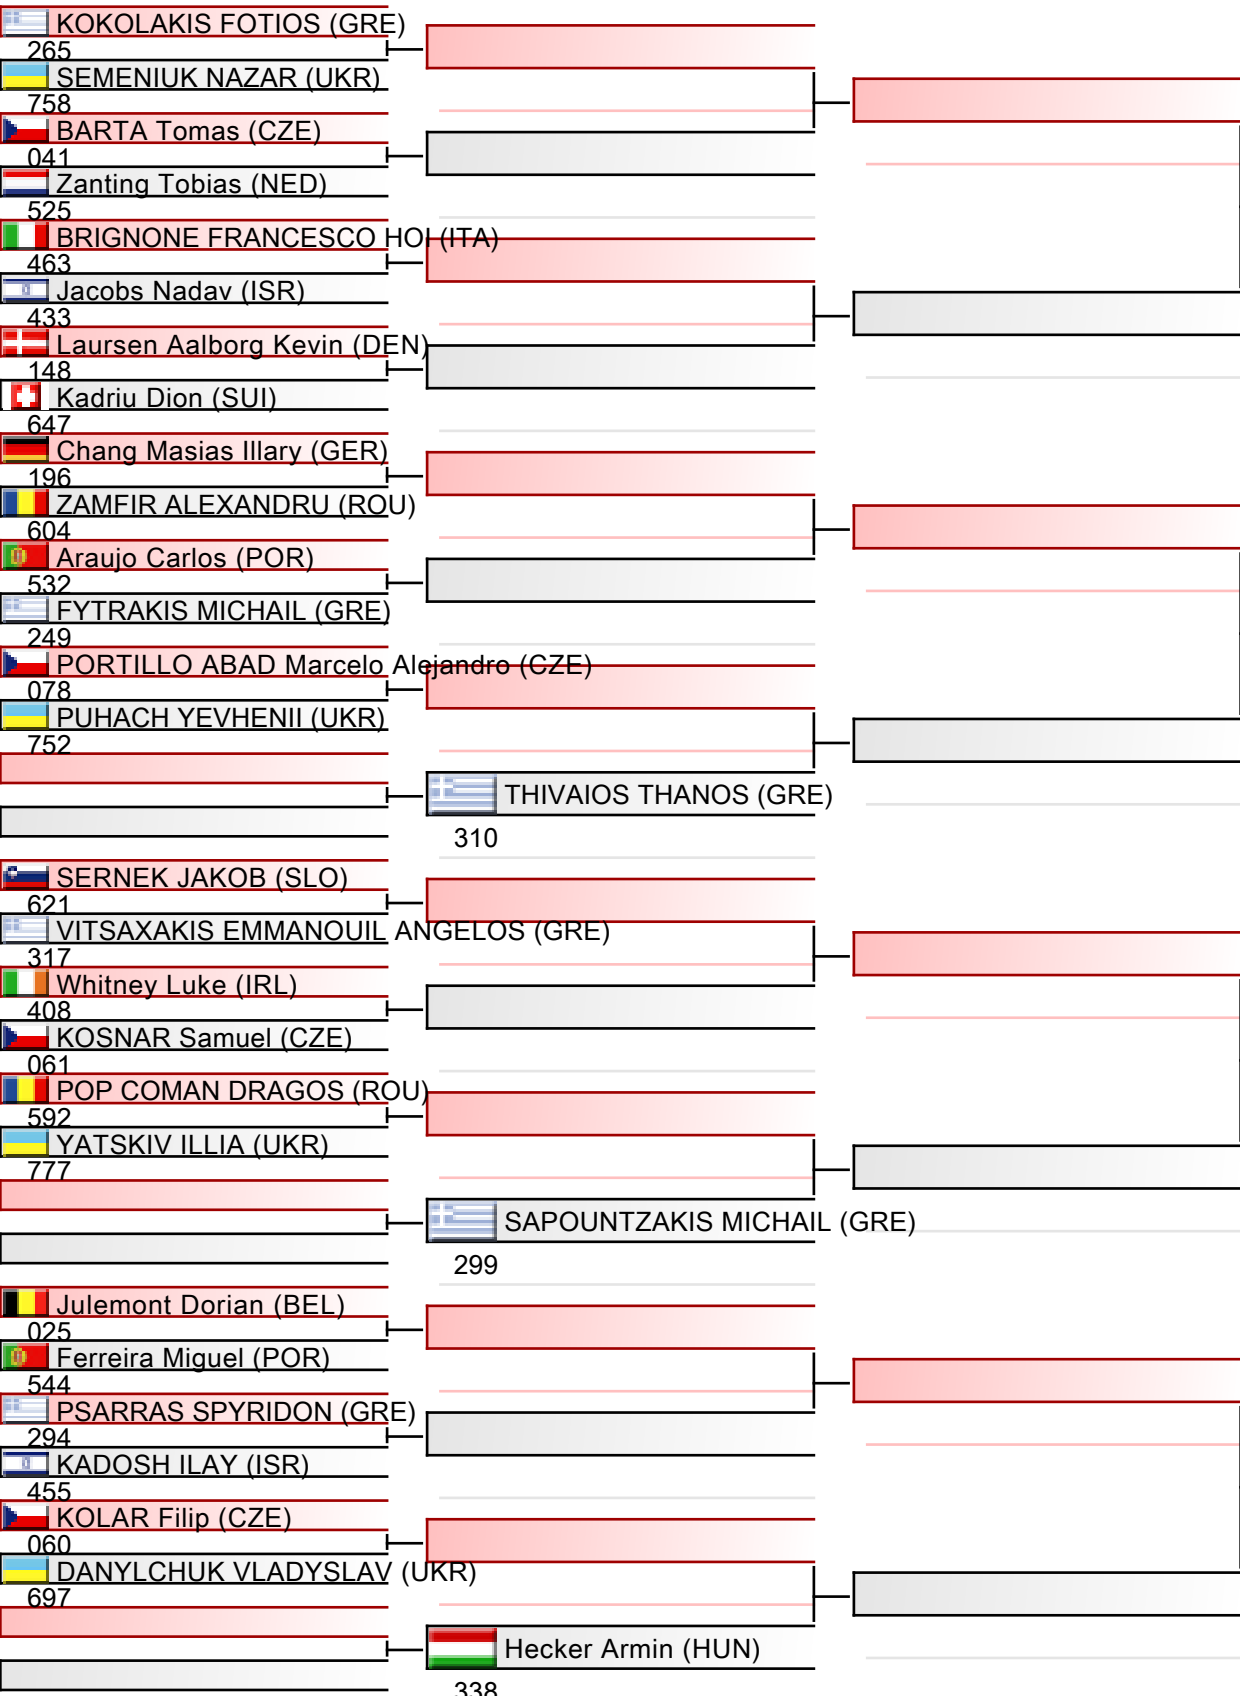 KOKOLAKIS FOTIOS (GRE)
265
SEMENIUK NAZAR (UKR)
758
BARTA Tomas (CZE)
041
Zanting Tobias (NED)
525
BRIGNONE FRANCESCO HOI (ITA)
463
Jacobs Nadav (ISR)
433
Laursen Aalborg Kevin (DEN)
148
Kadriu Dion (SUI)
647
Chang Masias Illary (GER)
196
ZAMFIR ALEXANDRU (ROU)
604
Araujo Carlos (POR)
532
FYTRAKIS MICHAIL (GRE)
249
PORTILLO ABAD Marcelo Alejandro (CZE)
078
PUHACH YEVHENII (UKR)
752
THIVAIOS THANOS (GRE)
310
SERNEK JAKOB (SLO)
621
VITSAXAKIS EMMANOUIL ANGELOS (GRE)
317
Whitney Luke (IRL)
408
KOSNAR Samuel (CZE)
061
POP COMAN DRAGOS (ROU)
592
YATSKIV ILLIA (UKR)
777
SAPOUNTZAKIS MICHAIL (GRE)
299
Julemont Dorian (BEL)
025
Ferreira Miguel (POR)
544
PSARRAS SPYRIDON (GRE)
294
KADOSH ILAY (ISR)
455
KOLAR Filip (CZE)
060
DANYLCHUK VLADYSLAV (UKR)
697
Hecker Armin (HUN)
338